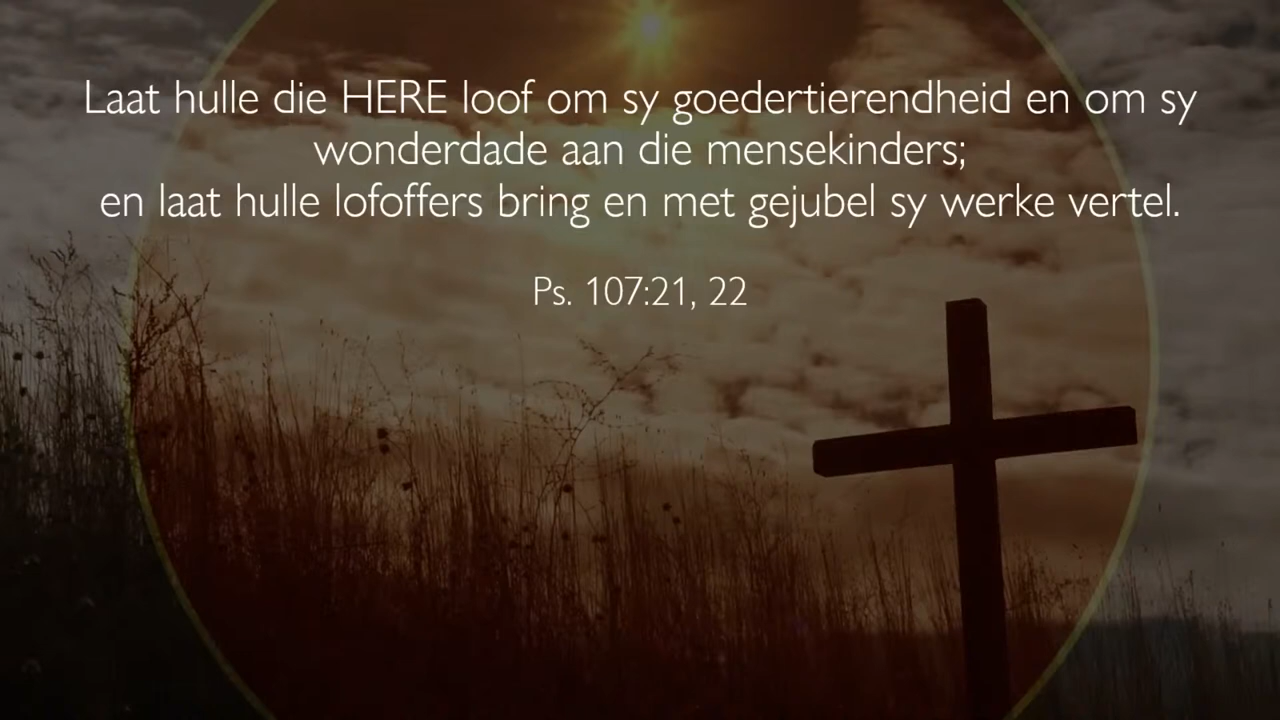 Laat hulle die HERE loof om sy goedertierendheid en om sy
wonderdade aan die mensekinders;
en laat hulle lofoffers bring en met gejubel sy werke vertel.
Ps. 107:21, 22